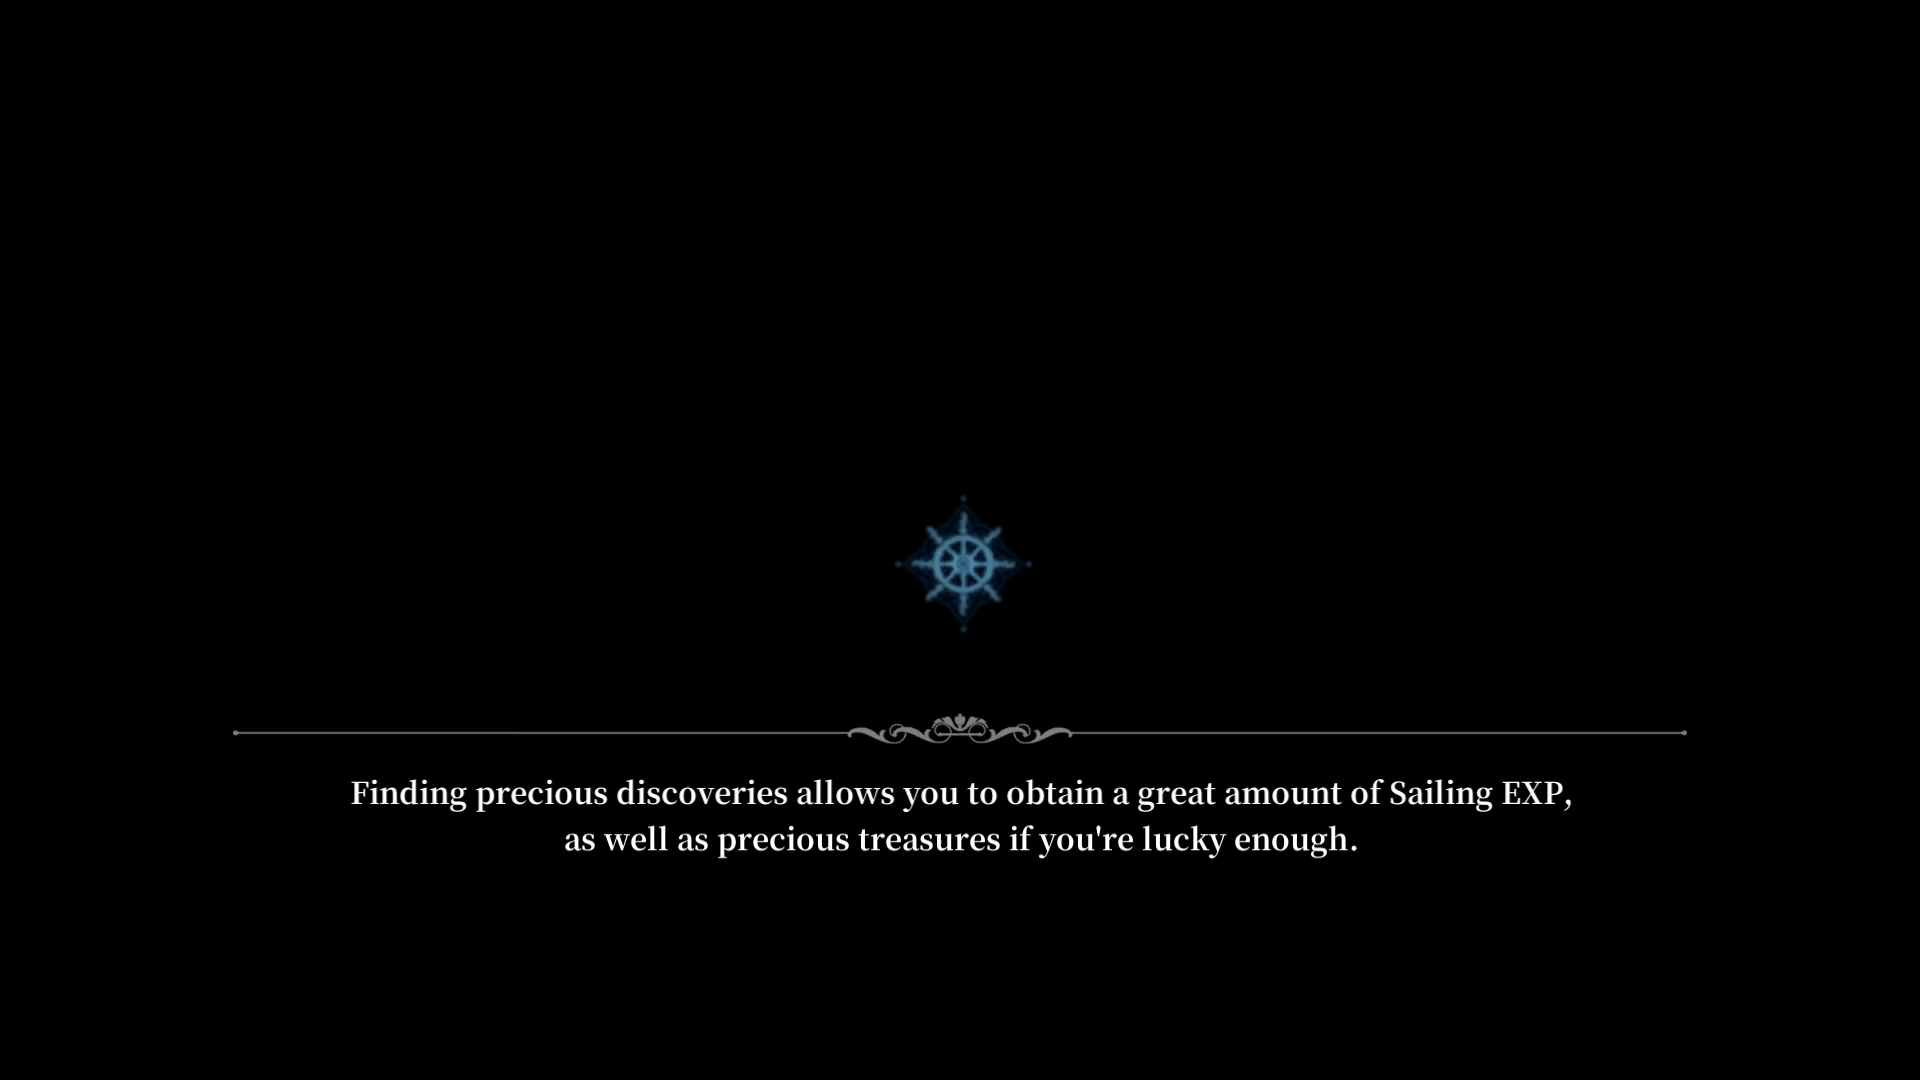 Finding precious discoveries allows you to obtain a great amount of Sailing EXP,
as well as precious treasures if you're lucky enough.